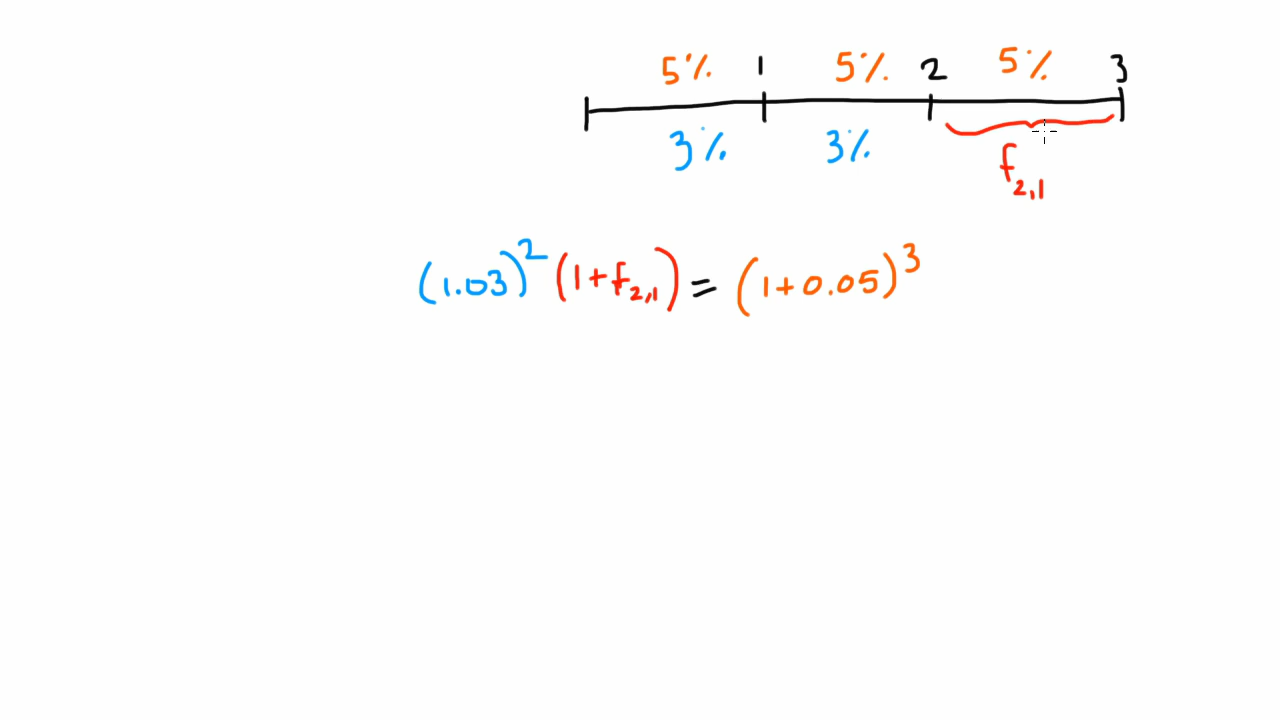 5% 1 5% 2 5% 3
3% 3% f2,1
(1.03)^2 (1+f2,1) = (1+0.05)^3